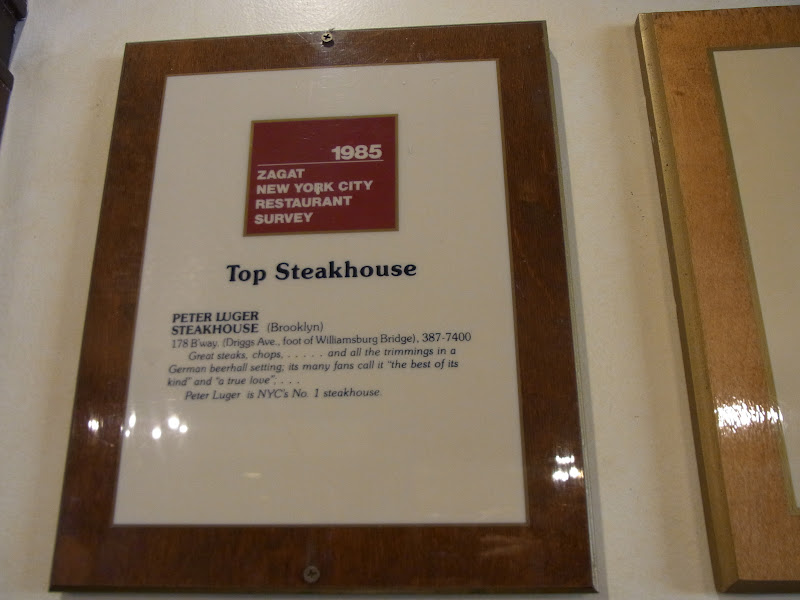 1985
ZAGAT
NEW YORK CITY
RESTAURANT
SURVEY
Top Steakhouse
PETER LUGER
STEAKHOUSE (Brooklyn)
178 B'way. (Driggs Ave., foot of Williamsburg Bridge), 387-7400
Great steaks, chops, . . . . . and all the trimmings in a
German beerhall setting; its many fans call it "the best of its
kind" and "a true love"; . . .
Peter Luger is NYC's No. 1 steakhouse.